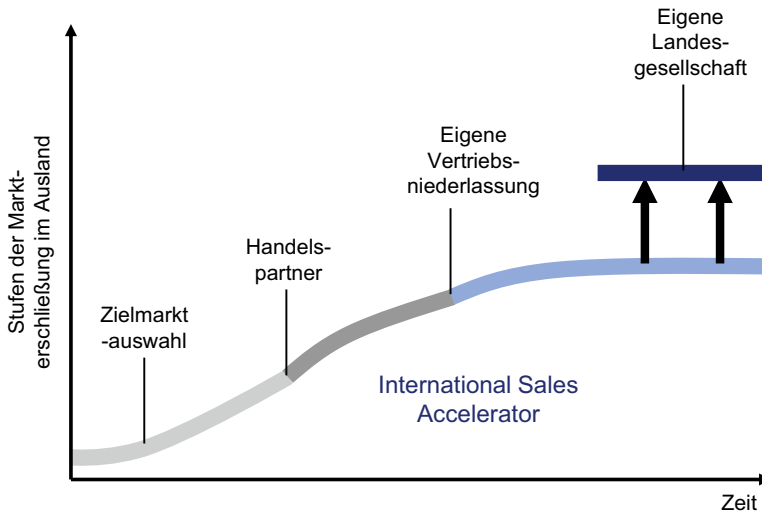 Eigene
Landes-
gesellschaft
Eigene
Vertriebs-
niederlassung
Handels-
partner
Zielmarkt
-auswahl
Stufen der Markt-
erschließung im Ausland
International Sales
Accelerator
Zeit